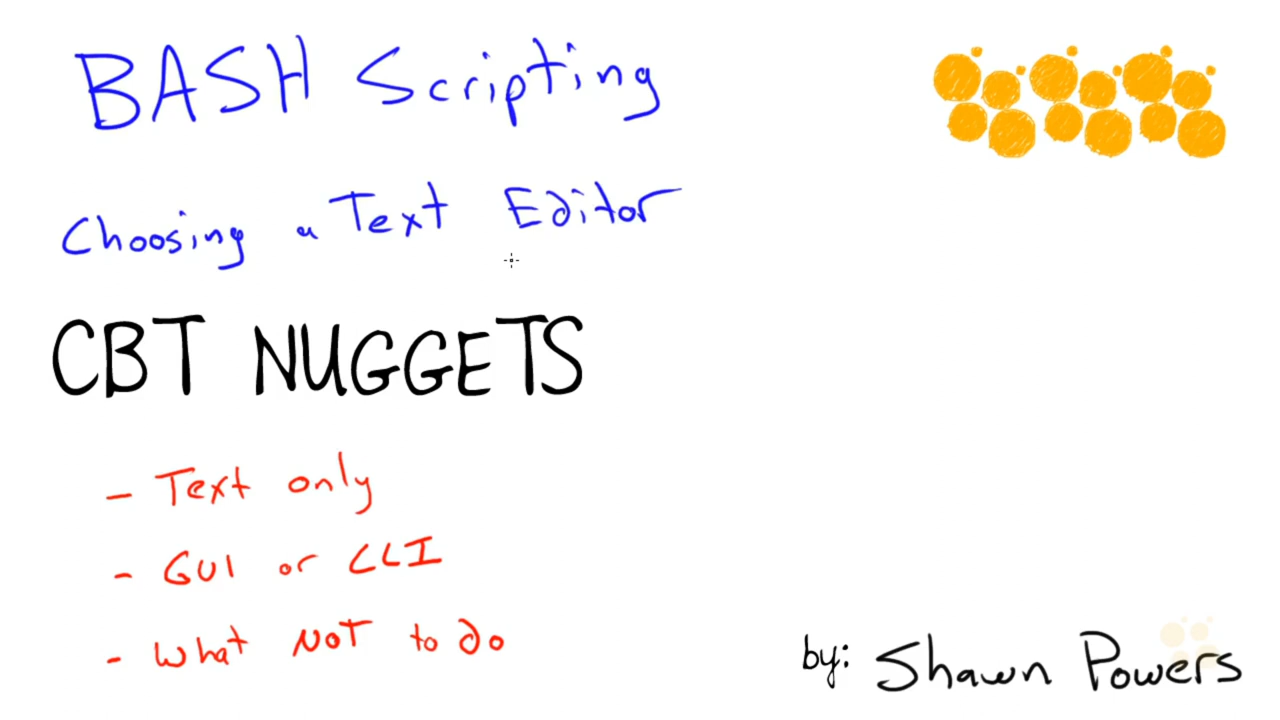 BASH Scripting
Choosing a Text Editor
CBT NUGGETS
- Text only
- GUI or CLI
- What NOT to do
by: Shawn Powers